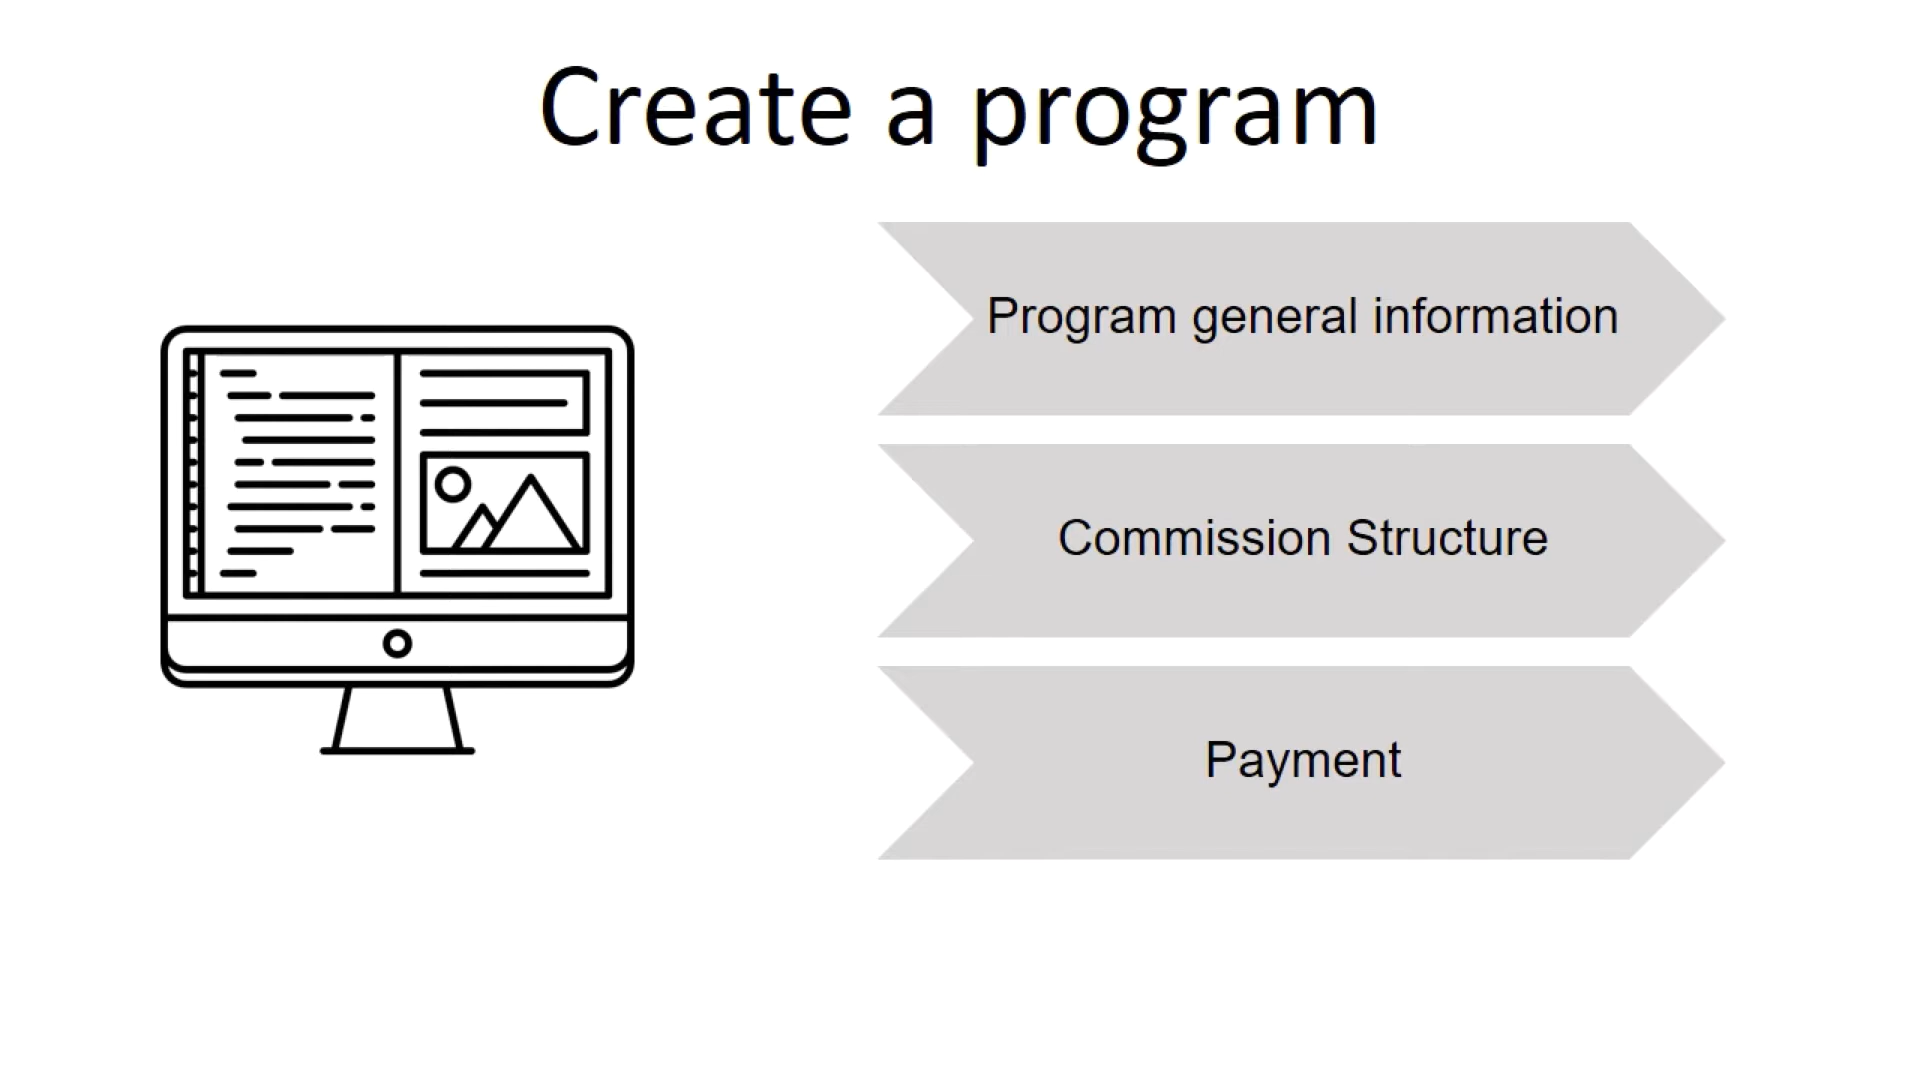 Create a program
Program general information
Commission Structure
Payment